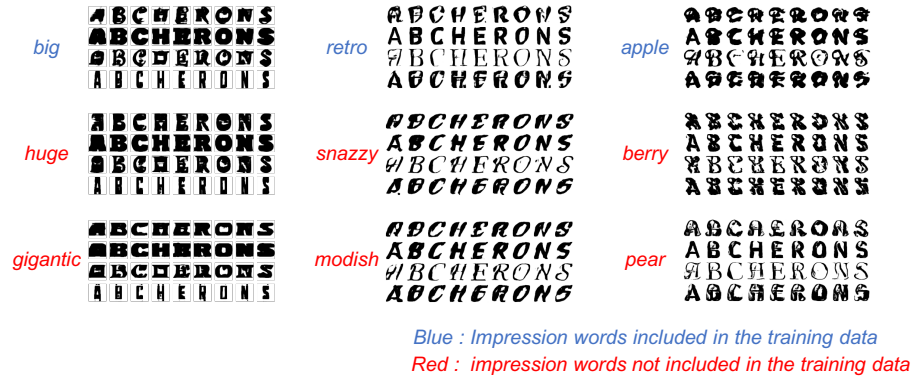 big
ABCHERONS
ABCHERONS
ABCHERONS
ABCHERONS
retro
ABCHERONS
ABCHERONS
ABCHERONS
ABCHERONS
apple
ABCHERONS
ABCHERONS
ABCHERONS
ABCHERONS
huge
ABCHERONS
ABCHERONS
ABCHERONS
ABCHERONS
snazzy
ABCHERONS
ABCHERONS
ABCHERONS
ABCHERONS
berry
ABCHERONS
ABCHERONS
ABCHERONS
ABCHERONS
gigantic
ABCHERONS
ABCHERONS
ABCHERONS
ABCHERONS
modish
ABCHERONS
ABCHERONS
ABCHERONS
ABCHERONS
pear
ABCHERONS
ABCHERONS
ABCHERONS
ABCHERONS
Blue : Impression words included in the training data
Red : impression words not included in the training data